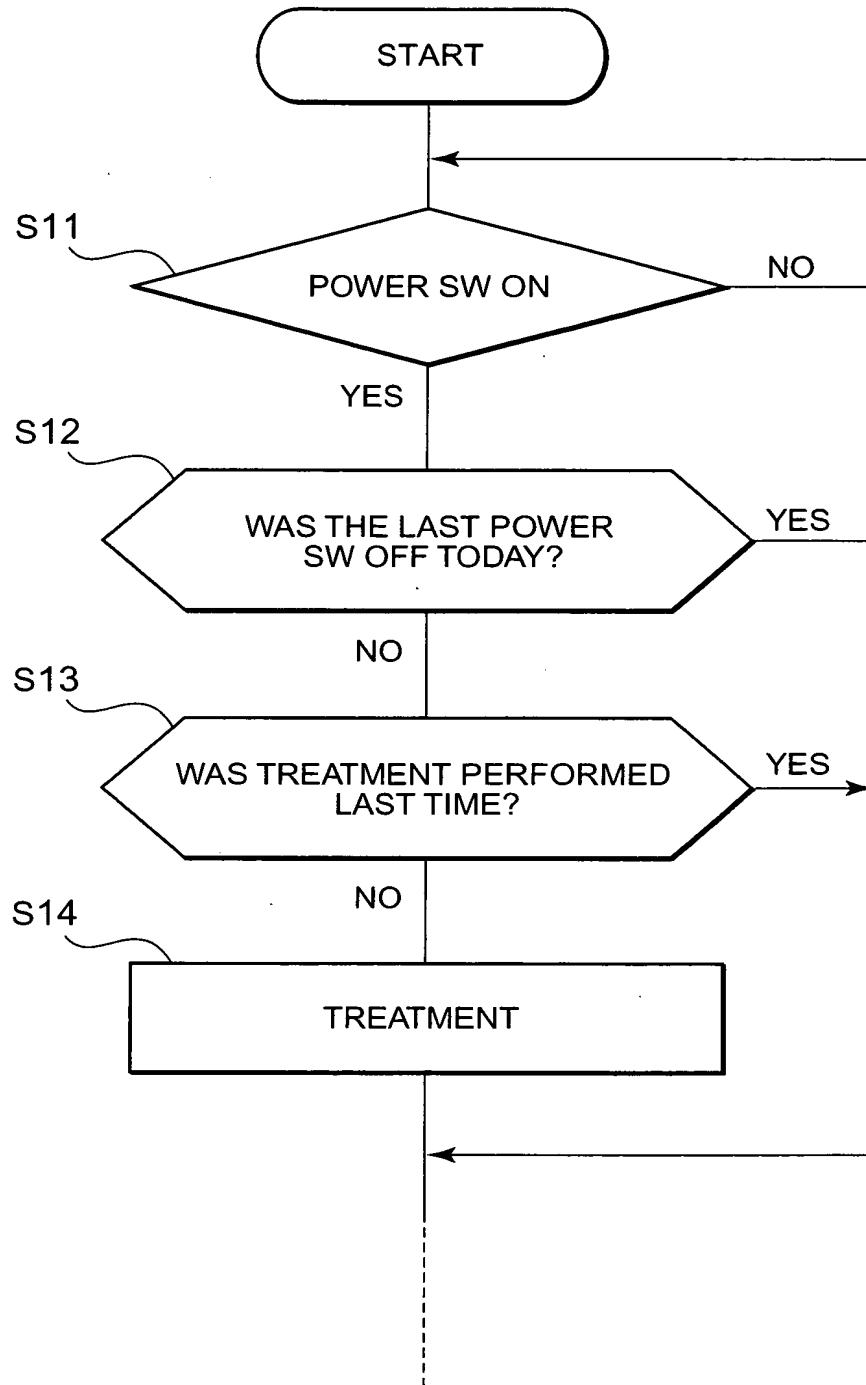 START
S11
POWER SW ON
NO
YES
S12
WAS THE LAST POWER
SW OFF TODAY?
YES
NO
S13
WAS TREATMENT PERFORMED
LAST TIME?
YES
NO
S14
TREATMENT